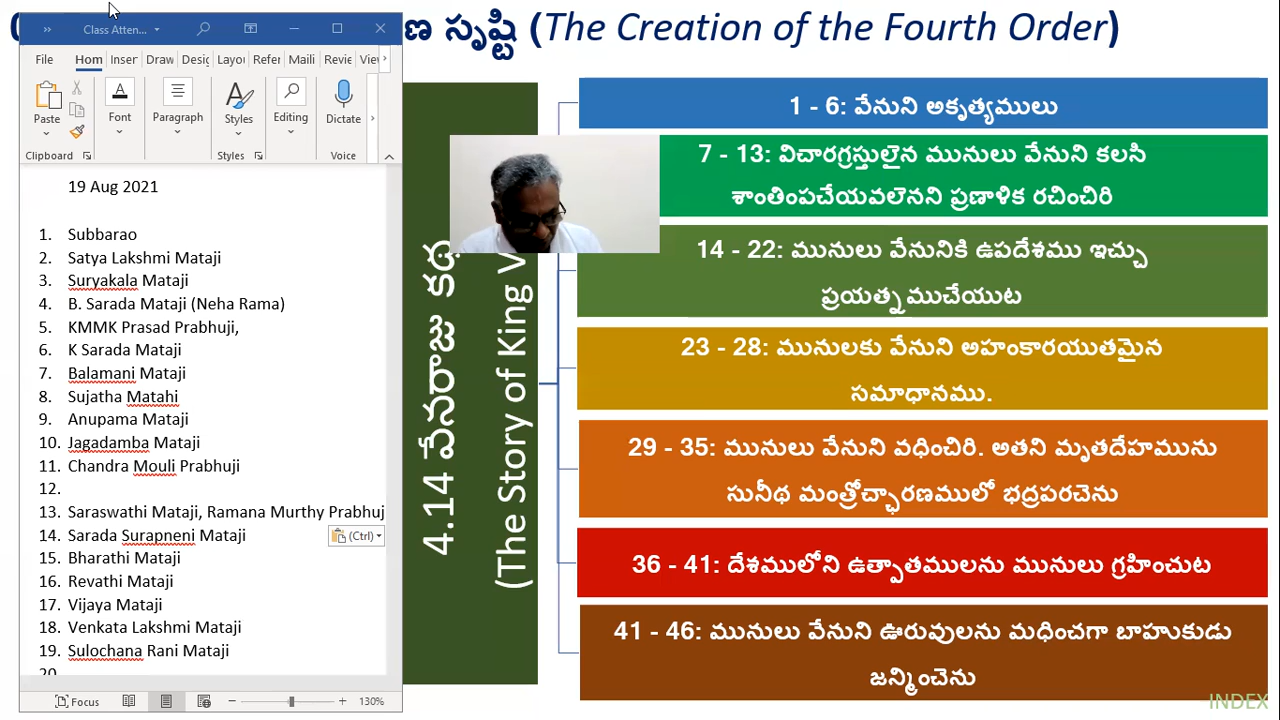 ణ సృష్టి (The Creation of the Fourth Order)
Class Atten...
File Hom Inser Draw Desig Layou Refer Maili Revie Vie
Paste Font Paragraph Styles Editing Dictate
Clipboard Styles Voice
19 Aug 2021
1. Subbarao
2. Satya Lakshmi Mataji
3. Suryakala Mataji
4. B. Sarada Mataji (Neha Rama)
5. KMMK Prasad Prabhuji,
6. K Sarada Mataji
7. Balamani Mataji
8. Sujatha Matahi
9. Anupama Mataji
10. Jagadamba Mataji
11. Chandra Mouli Prabhuji
12.
13. Saraswathi Mataji, Ramana Murthy Prabhuj
14. Sarada Surapneni Mataji
(Ctrl)
15. Bharathi Mataji
16. Revathi Mataji
17. Vijaya Mataji
18. Venkata Lakshmi Mataji
19. Sulochana Rani Mataji
20
Focus 130%
4.14 వేనరాజు కథ
(The Story of King V
1 - 6: వేనుని అకృత్యములు
7 - 13: విచారగ్రస్తులైన మునులు వేనుని కలసి
శాంతింపచేయవలెనని ప్రణాళిక రచించిరి
14 - 22: మునులు వేనునికి ఉపదేశము ఇచ్చు
ప్రయత్నముచేయుట
23 - 28: మునులకు వేనుని అహంకారయుతమైన
సమాధానము.
29 - 35: మునులు వేనుని వధించిరి. అతని మృతదేహమును
సునీథ మంత్రోచ్ఛారణములో భద్రపరచెను
36 - 41: దేశములోని ఉత్పాతములను మునులు గ్రహించుట
41 - 46: మునులు వేనుని ఊరువులను మధించగా బాహుకుడు
జన్మించెను
INDEX